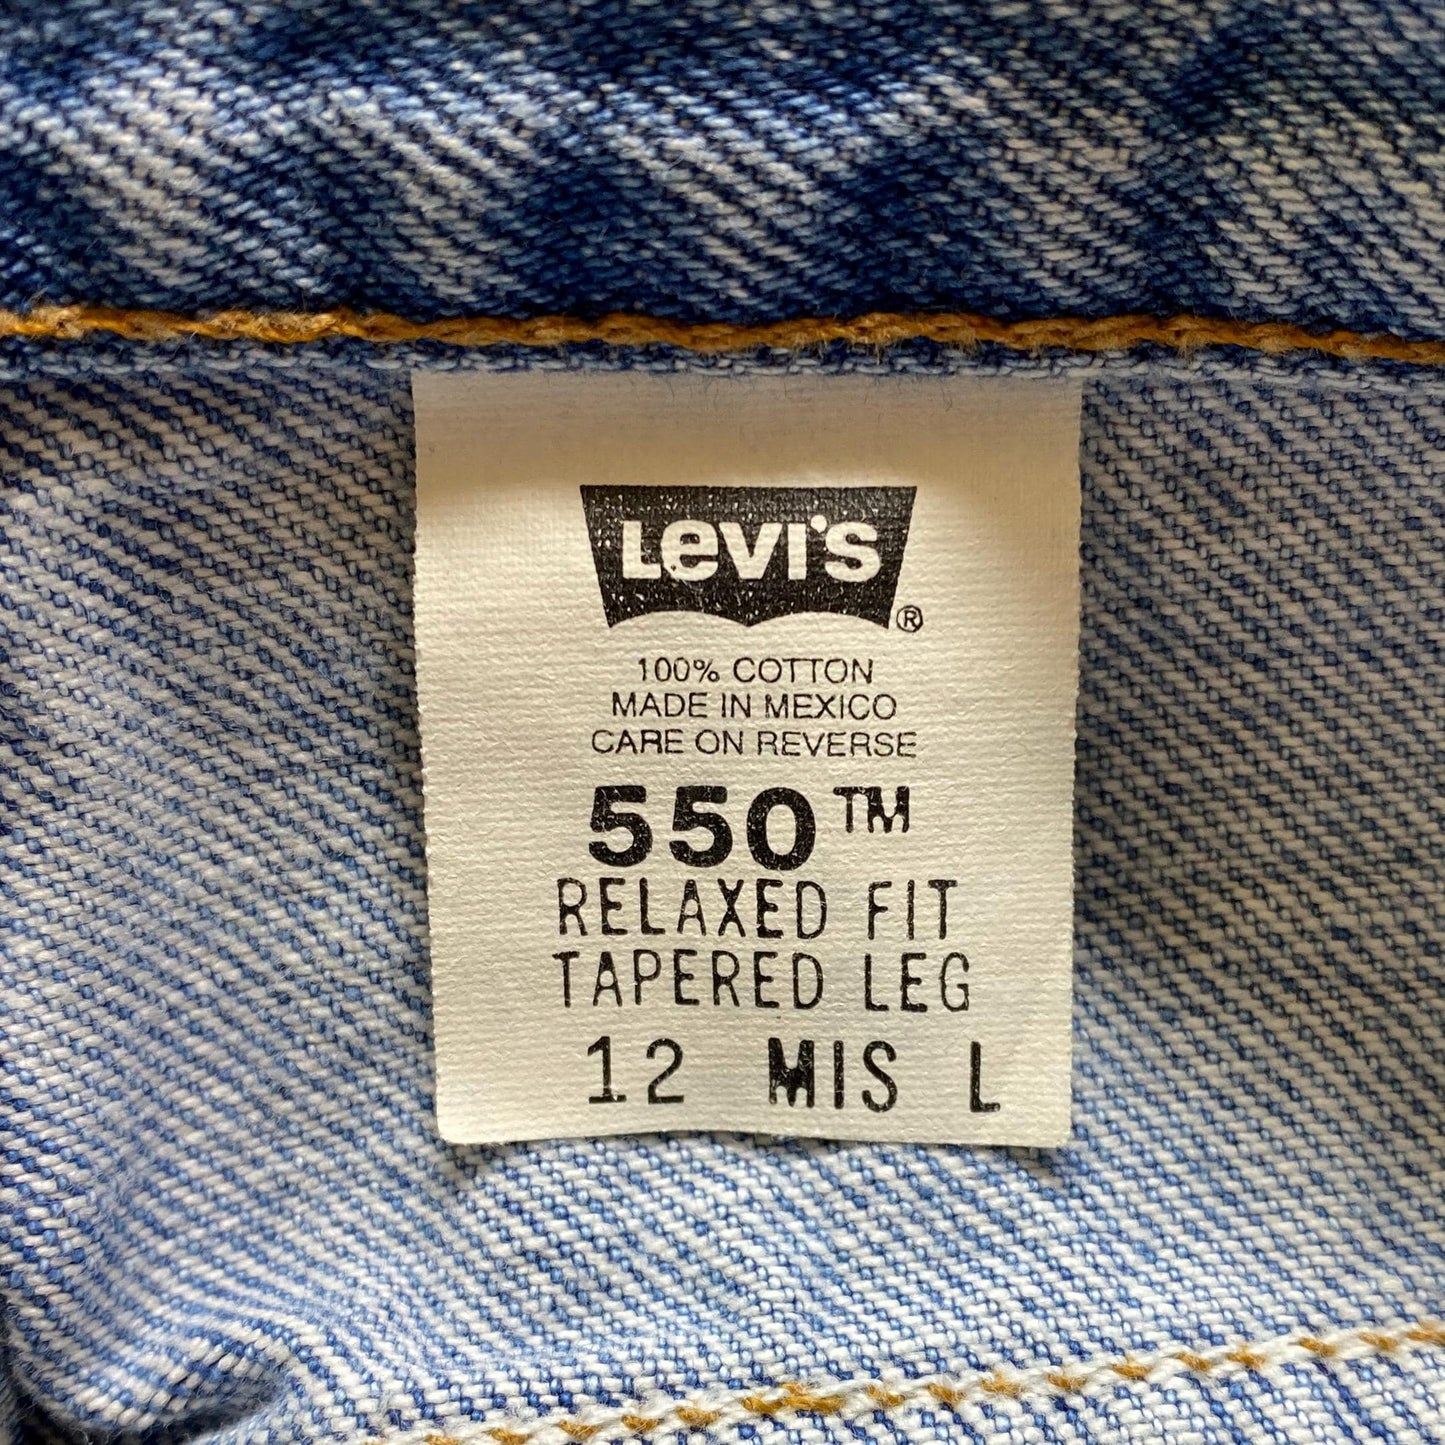 Levi's ®
100% COTTON
MADE IN MEXICO
CARE ON REVERSE
550™
RELAXED FIT
TAPERED LEG
12 MIS L